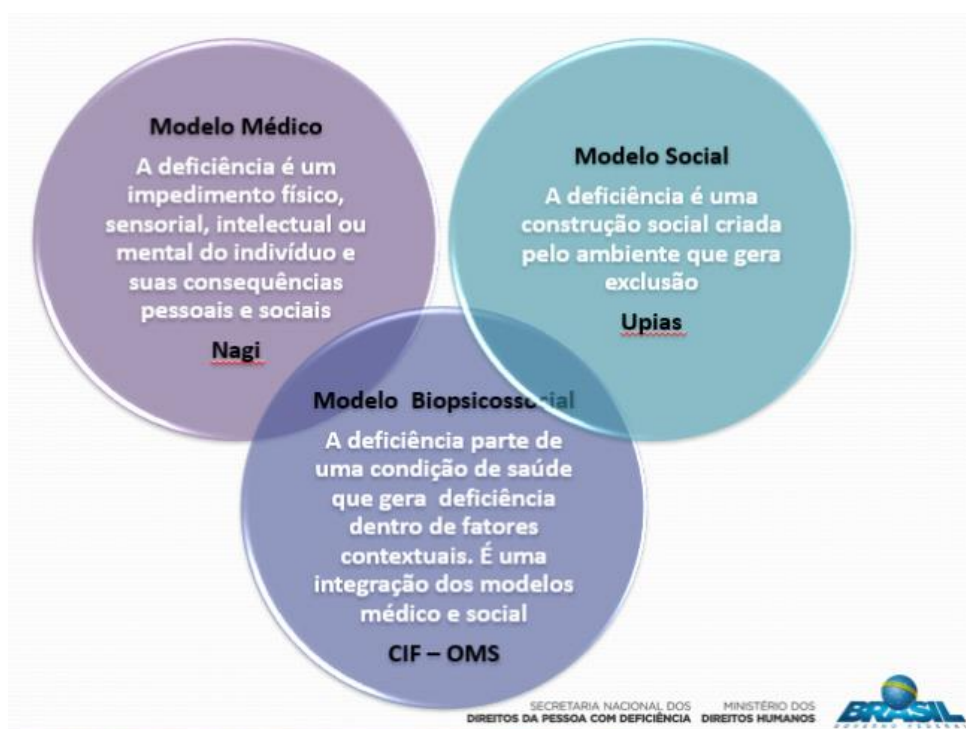 Modelo Médico
A deficiência é um
impedimento físico,
sensorial, intelectual ou
mental do indivíduo e
suas consequências
pessoais e sociais
Nagi
Modelo Social
A deficiência é uma
construção social criada
pelo ambiente que gera
exclusão
Upias
Modelo Biopsicossocial
A deficiência parte de
uma condição de saúde
que gera deficiência
dentro de fatores
contextuais. É uma
integração dos modelos
médico e social
CIF – OMS
SECRETARIA NACIONAL DOS
DIREITOS DA PESSOA COM DEFICIÊNCIA
MINISTÉRIO DOS
DIREITOS HUMANOS
BRASIL
GOVERNO FEDERAL